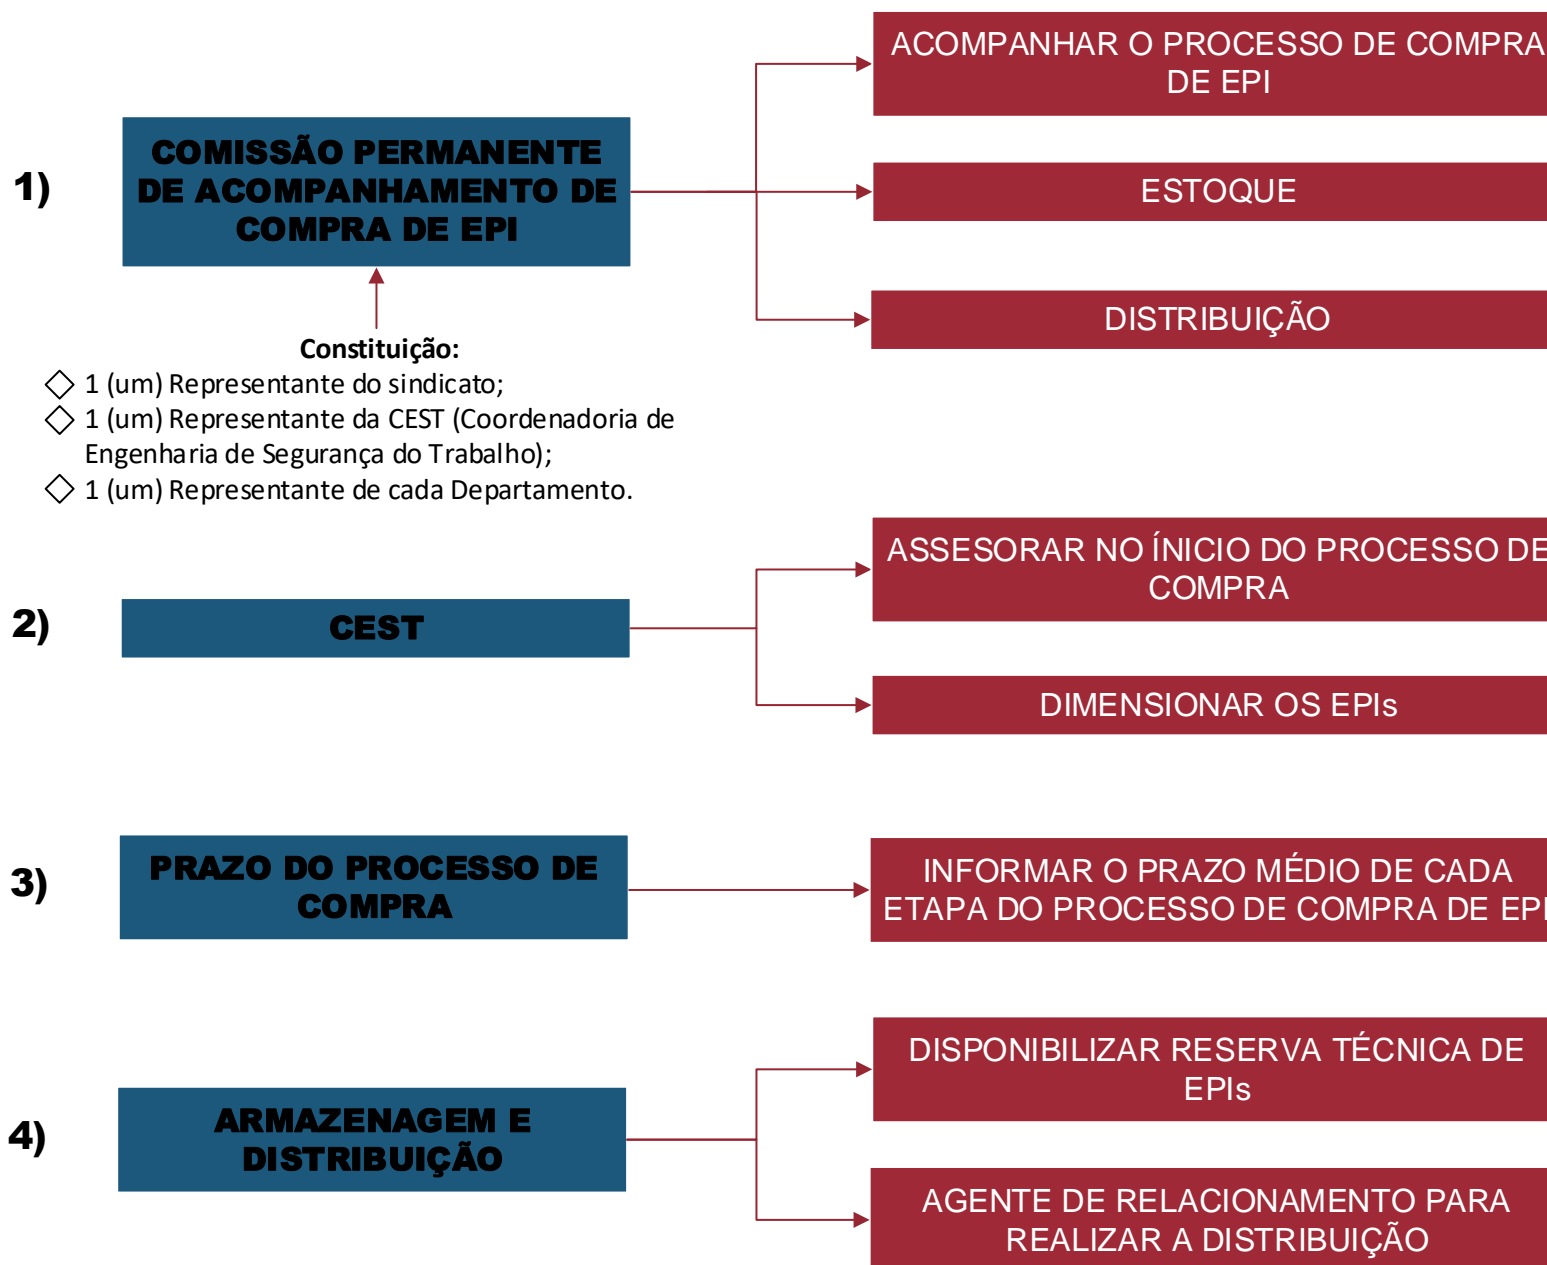 1)
COMISSÃO PERMANENTE
DE ACOMPANHAMENTO DE
COMPRA DE EPI
ACOMPANHAR O PROCESSO DE COMPRA
DE EPI
ESTOQUE
DISTRIBUIÇÃO
Constituição:
1 (um) Representante do sindicato;
1 (um) Representante da CEST (Coordenadoria de
Engenharia de Segurança do Trabalho);
1 (um) Representante de cada Departamento.
2)
CEST
ASSESORAR NO ÍNICIO DO PROCESSO DE
COMPRA
DIMENSIONAR OS EPIs
3)
PRAZO DO PROCESSO DE
COMPRA
INFORMAR O PRAZO MÉDIO DE CADA
ETAPA DO PROCESSO DE COMPRA DE EPI
4)
ARMAZENAGEM E
DISTRIBUIÇÃO
DISPONIBILIZAR RESERVA TÉCNICA DE
EPIs
AGENTE DE RELACIONAMENTO PARA
REALIZAR A DISTRIBUIÇÃO